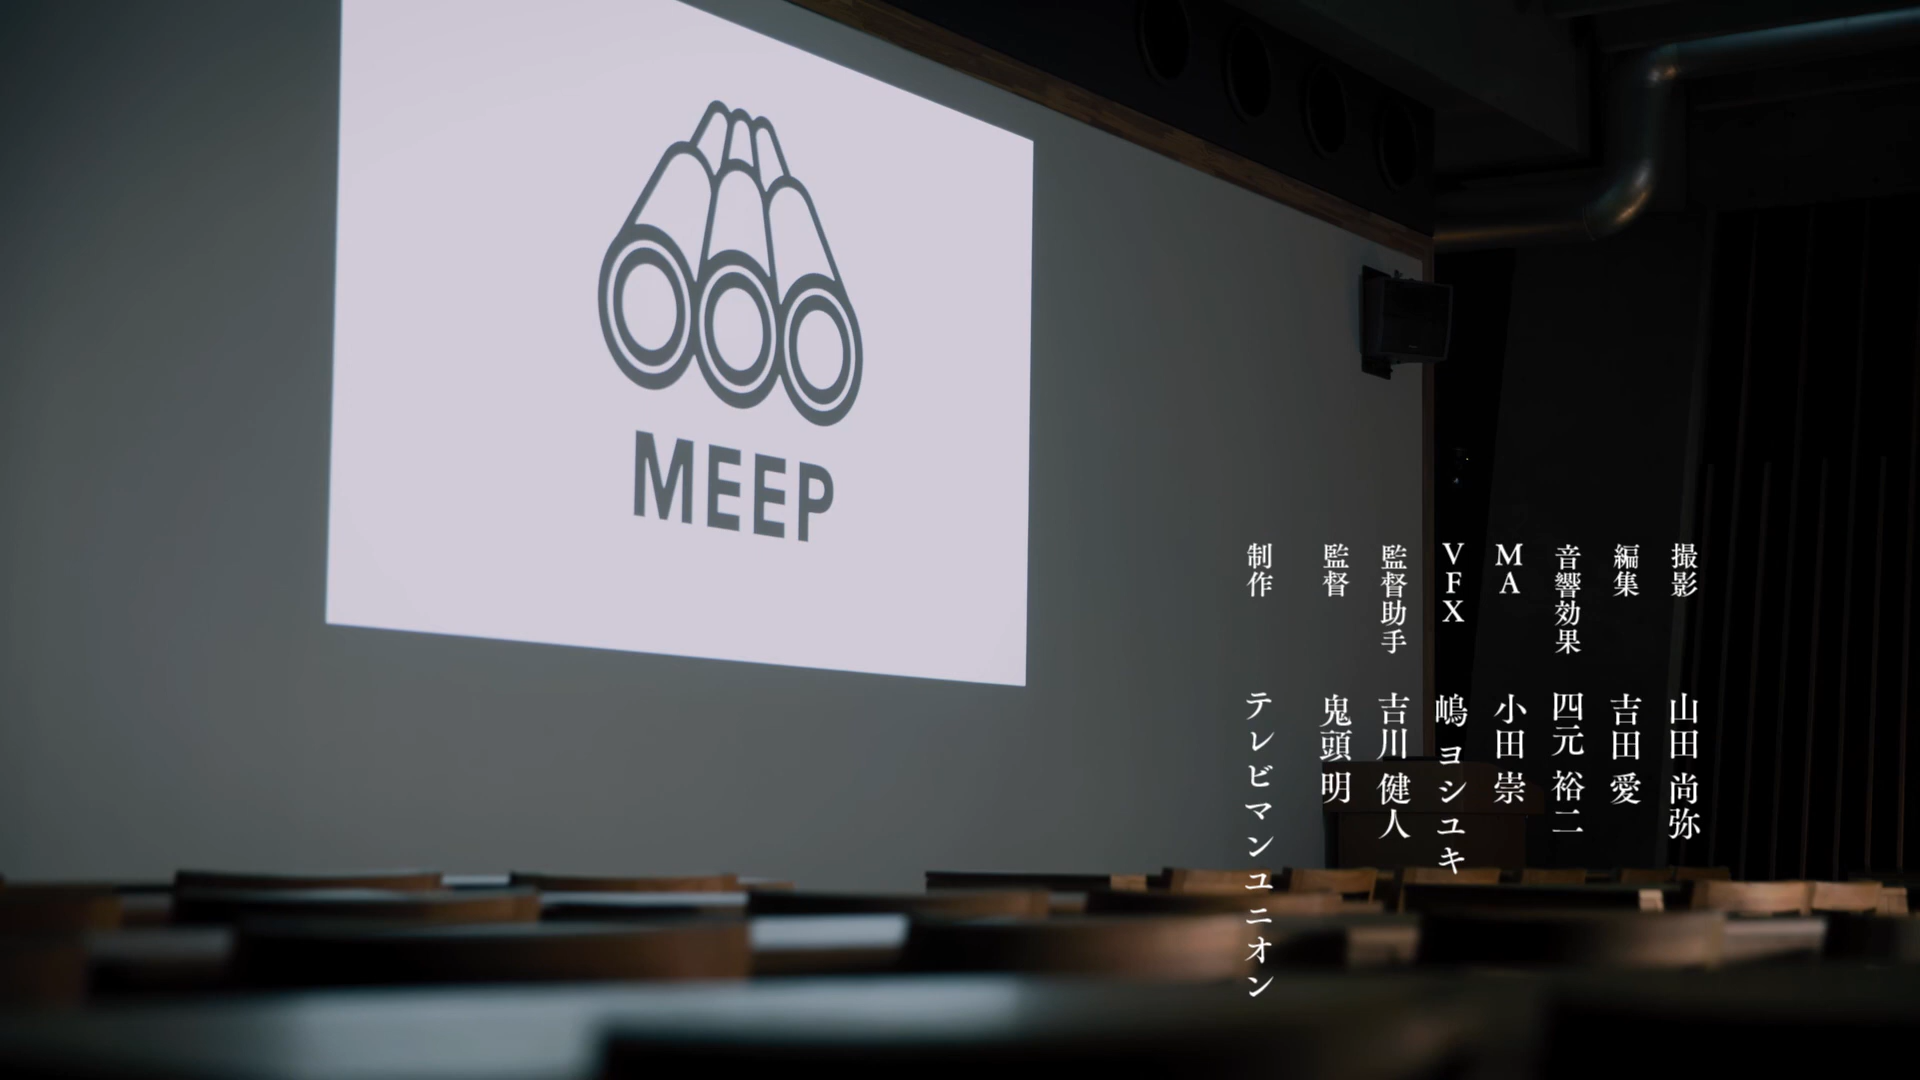 MEEP
撮影 山田 尚弥
編集 吉田 愛
音響効果 四元 裕二
MA 小田 崇
VFX 嶋 ヨシユキ
監督助手 吉川 健人
監督 鬼頭 明
制作 テレビマンユニオン